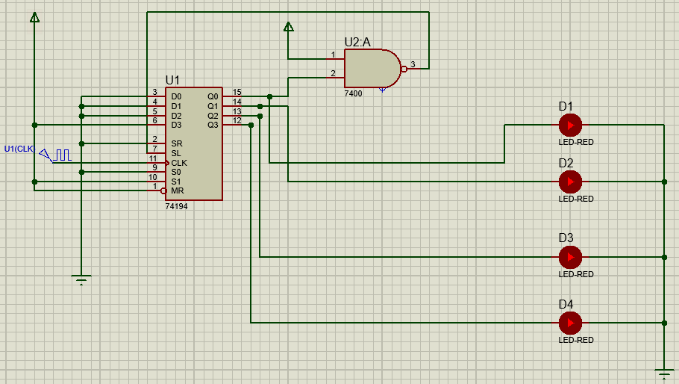 U2:A
1
2
3
7400
U1
3 D0 Q0 15
4 D1 Q1 14
5 D2 Q2 13
6 D3 Q3 12
2 SR
7 SL
11 CLK
9 S0
10 S1
1 MR
74194
U1(CLK)
D1
LED-RED
D2
LED-RED
D3
LED-RED
D4
LED-RED